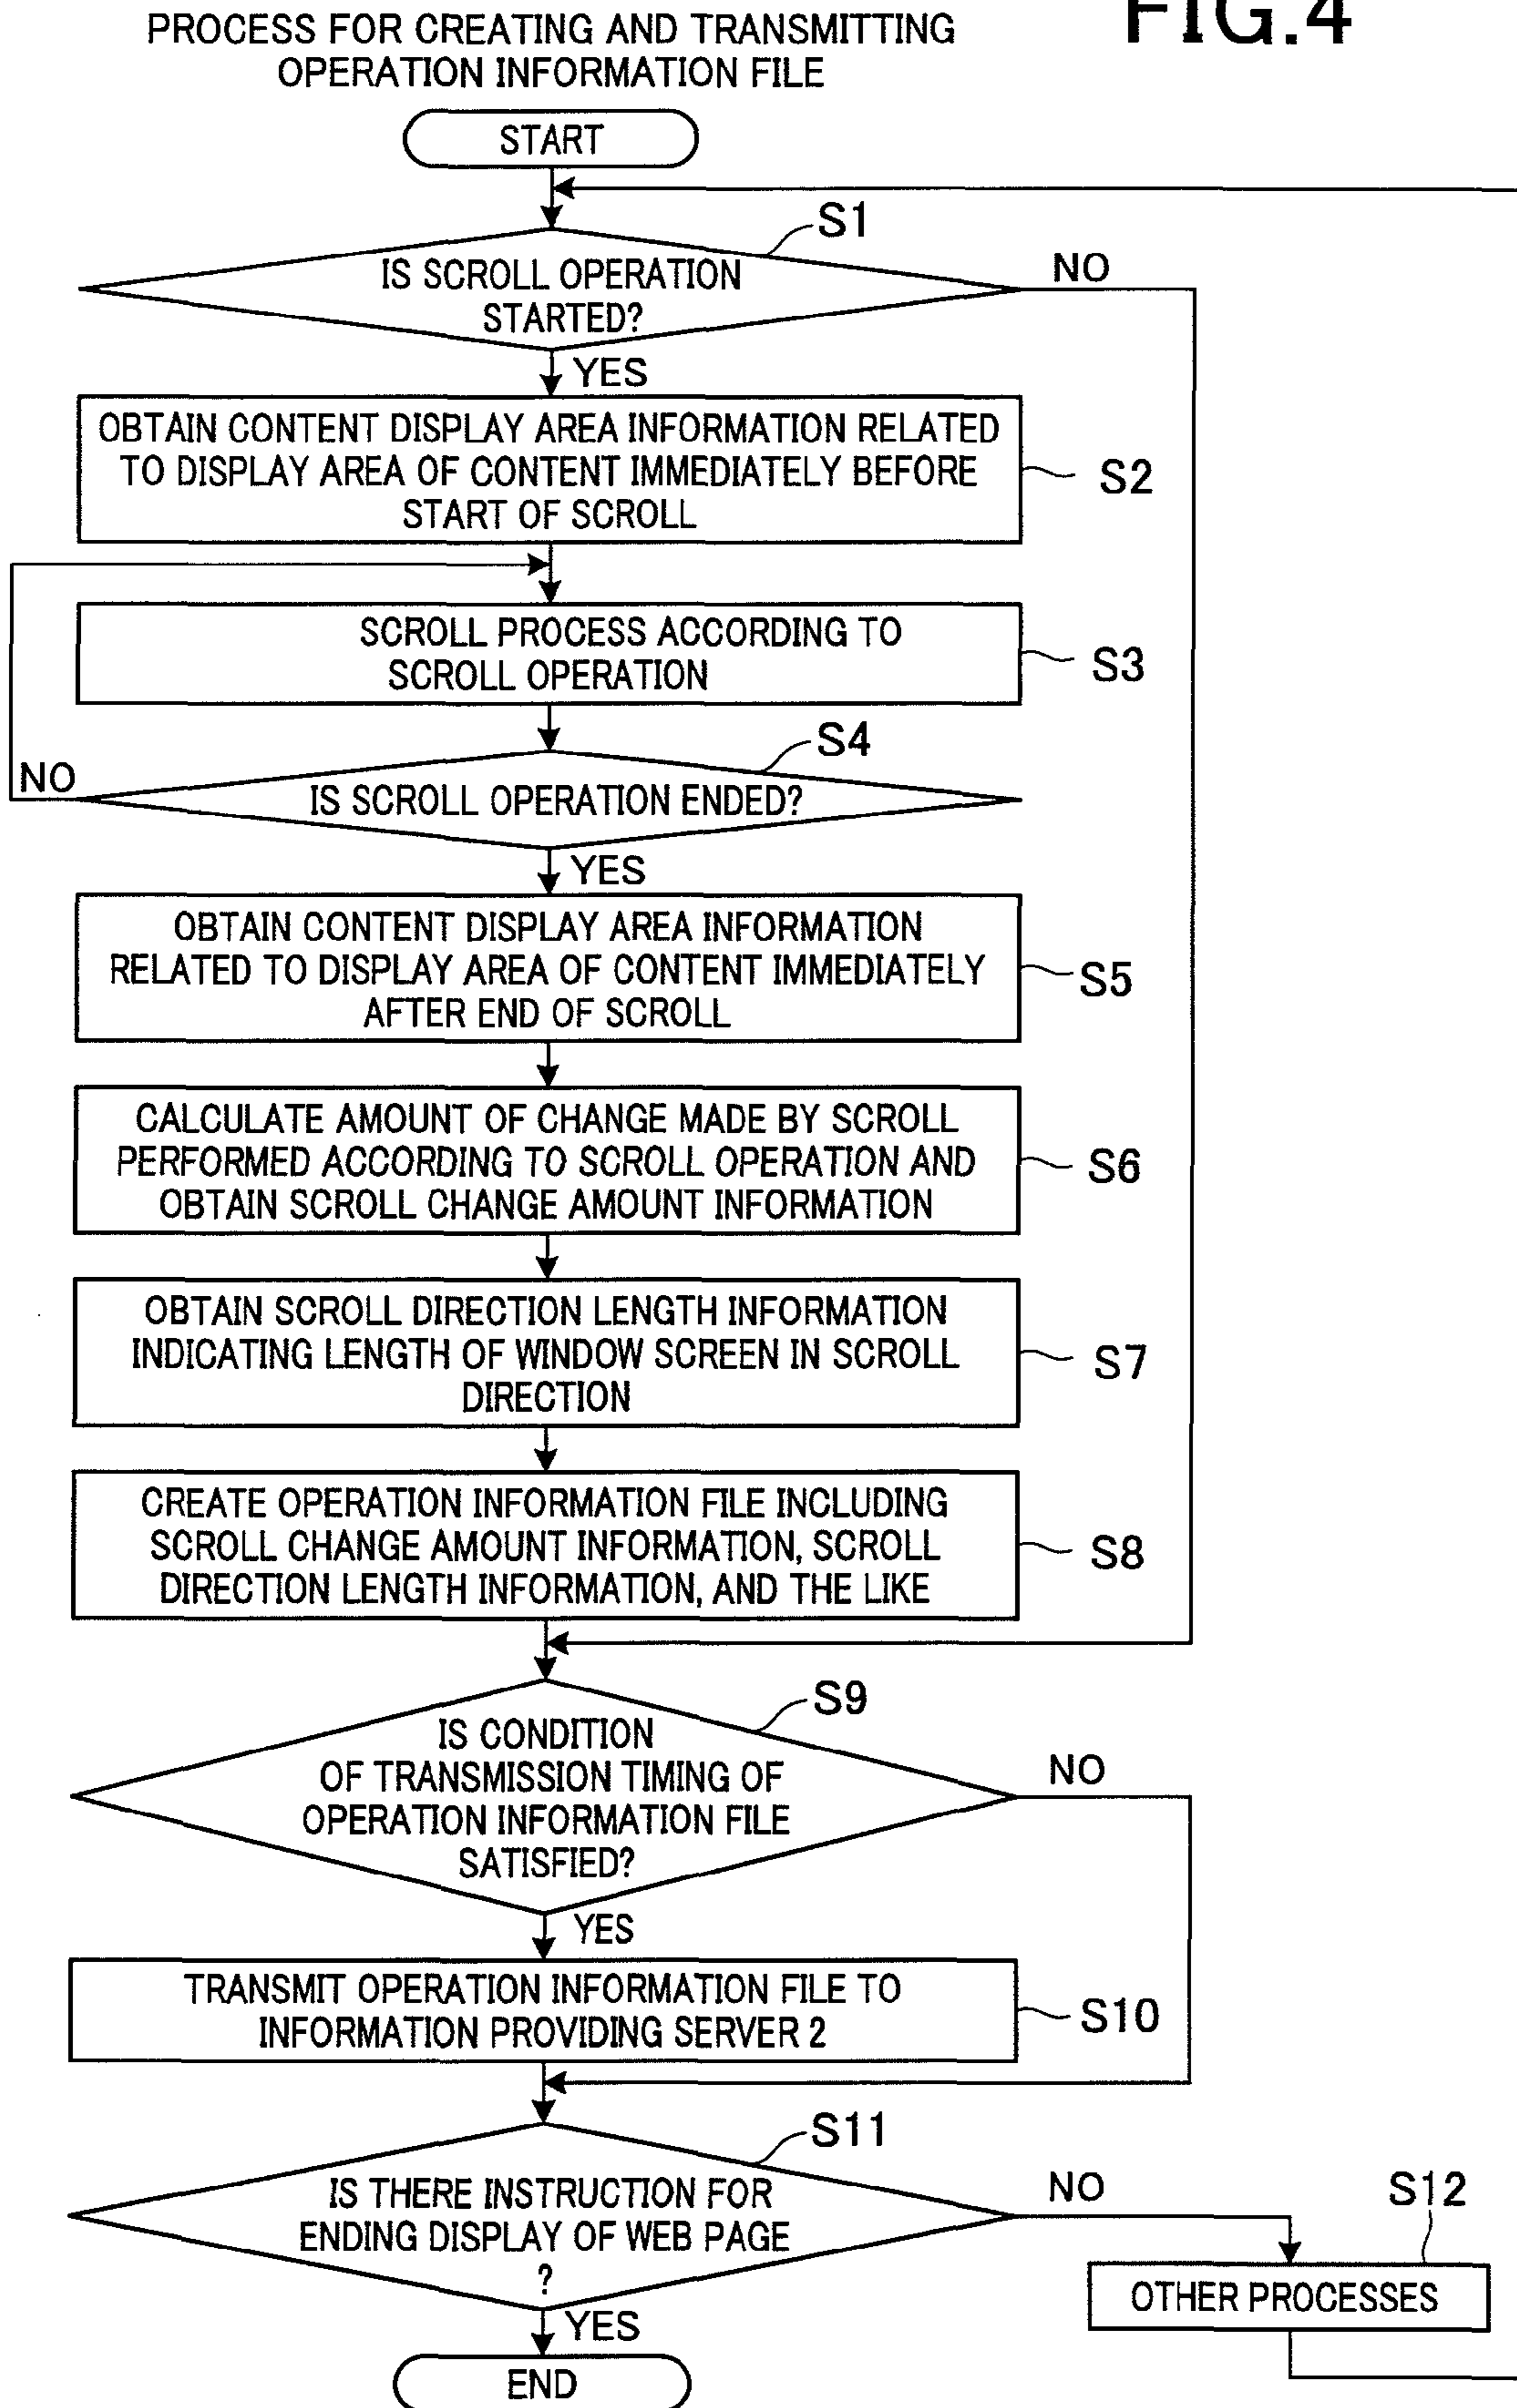 FIG.4
PROCESS FOR CREATING AND TRANSMITTING
OPERATION INFORMATION FILE
START
S1
IS SCROLL OPERATION
STARTED?
NO
YES
OBTAIN CONTENT DISPLAY AREA INFORMATION RELATED
TO DISPLAY AREA OF CONTENT IMMEDIATELY BEFORE
START OF SCROLL
S2
SCROLL PROCESS ACCORDING TO
SCROLL OPERATION
S3
S4
NO
IS SCROLL OPERATION ENDED?
YES
OBTAIN CONTENT DISPLAY AREA INFORMATION
RELATED TO DISPLAY AREA OF CONTENT IMMEDIATELY
AFTER END OF SCROLL
S5
CALCULATE AMOUNT OF CHANGE MADE BY SCROLL
PERFORMED ACCORDING TO SCROLL OPERATION AND
OBTAIN SCROLL CHANGE AMOUNT INFORMATION
S6
OBTAIN SCROLL DIRECTION LENGTH INFORMATION
INDICATING LENGTH OF WINDOW SCREEN IN SCROLL
DIRECTION
S7
CREATE OPERATION INFORMATION FILE INCLUDING
SCROLL CHANGE AMOUNT INFORMATION, SCROLL
DIRECTION LENGTH INFORMATION, AND THE LIKE
S8
S9
IS CONDITION
OF TRANSMISSION TIMING OF
OPERATION INFORMATION FILE
SATISFIED?
NO
YES
TRANSMIT OPERATION INFORMATION FILE TO
INFORMATION PROVIDING SERVER 2
S10
S11
IS THERE INSTRUCTION FOR
ENDING DISPLAY OF WEB PAGE
?
NO
S12
OTHER PROCESSES
YES
END